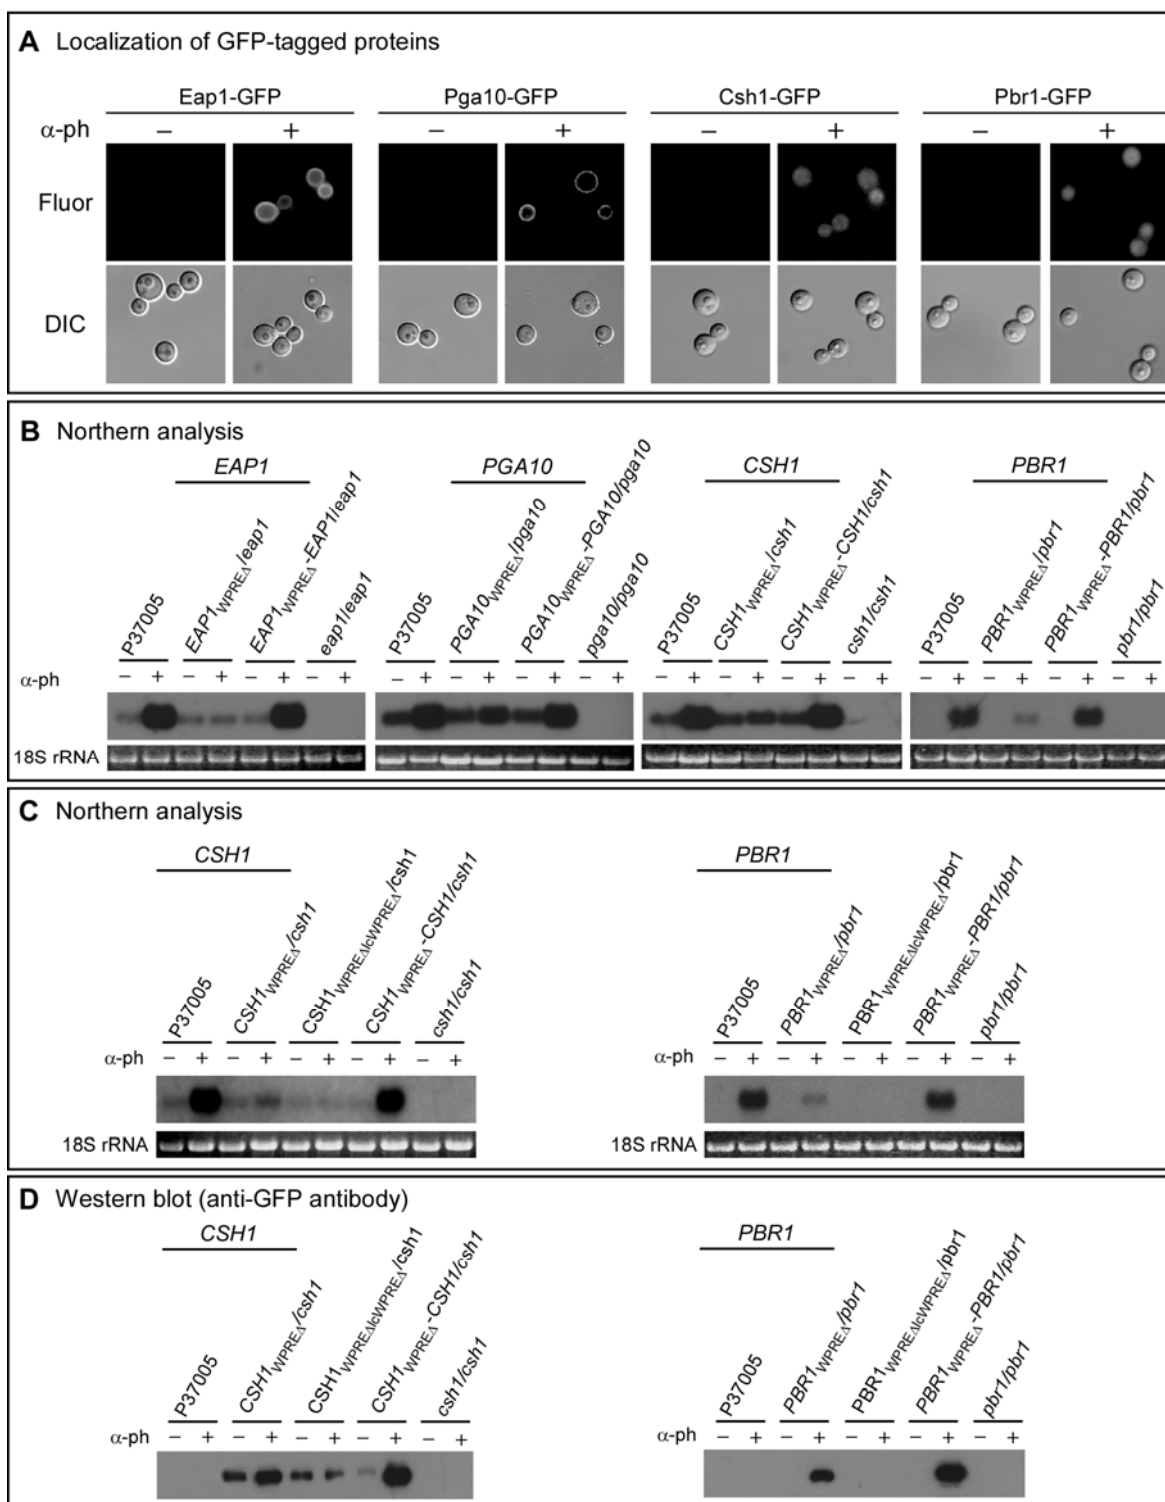 A Localization of GFP-tagged proteins
Eap1-GFP Pga10-GFP Csh1-GFP Pbr1-GFP
α-ph – + – + – + – +
Fluor
DIC
B Northern analysis
EAP1 PGA10 CSH1 PBR1
P37005 EAP1WPREΔ/eap1 EAP1WPREΔ-EAP1/eap1 eap1/eap1 P37005 PGA10WPREΔ/pga10 PGA10WPREΔ-PGA10/pga10 pga10/pga10 P37005 CSH1WPREΔ/csh1 CSH1WPREΔ-CSH1/csh1 csh1/csh1 P37005 PBR1WPREΔ/pbr1 PBR1WPREΔ-PBR1/pbr1 pbr1/pbr1
α-ph – + – + – + – + – + – + – + – + – + – + – + – + – + – + – + – +
18S rRNA
C Northern analysis
CSH1 PBR1
P37005 CSH1WPREΔ/csh1 CSH1WPREΔlcWPREΔ/csh1 CSH1WPREΔ-CSH1/csh1 csh1/csh1 P37005 PBR1WPREΔ/pbr1 PBR1WPREΔlcWPREΔ/pbr1 PBR1WPREΔ-PBR1/pbr1 pbr1/pbr1
α-ph – + – + – + – + – + α-ph – + – + – + – + – +
18S rRNA 18S rRNA
D Western blot (anti-GFP antibody)
CSH1 PBR1
P37005 CSH1WPREΔ/csh1 CSH1WPREΔlcWPREΔ/csh1 CSH1WPREΔ-CSH1/csh1 csh1/csh1 P37005 PBR1WPREΔ/pbr1 PBR1WPREΔlcWPREΔ/pbr1 PBR1WPREΔ-PBR1/pbr1 pbr1/pbr1
α-ph – + – + – + – + – + α-ph – + – + – + – + – +